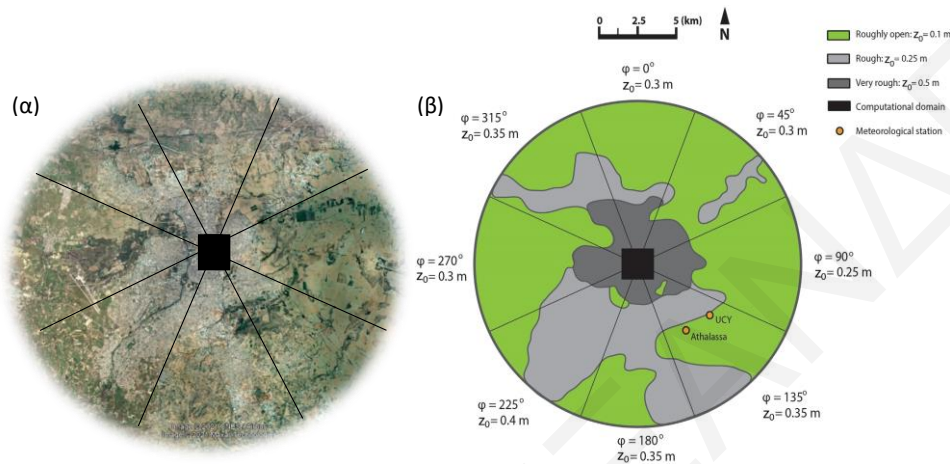 (α)
(β)
0 2.5 5 (km)
N
Roughly open: z0 = 0.1 m
Rough: z0 = 0.25 m
Very rough: z0 = 0.5 m
Computational domain
Meteorological station
φ = 0°
z0 = 0.3 m
φ = 45°
z0 = 0.3 m
φ = 90°
z0 = 0.25 m
φ = 135°
z0 = 0.35 m
φ = 180°
z0 = 0.35 m
φ = 225°
z0 = 0.4 m
φ = 270°
z0 = 0.3 m
φ = 315°
z0 = 0.35 m
UCY
Athalassa